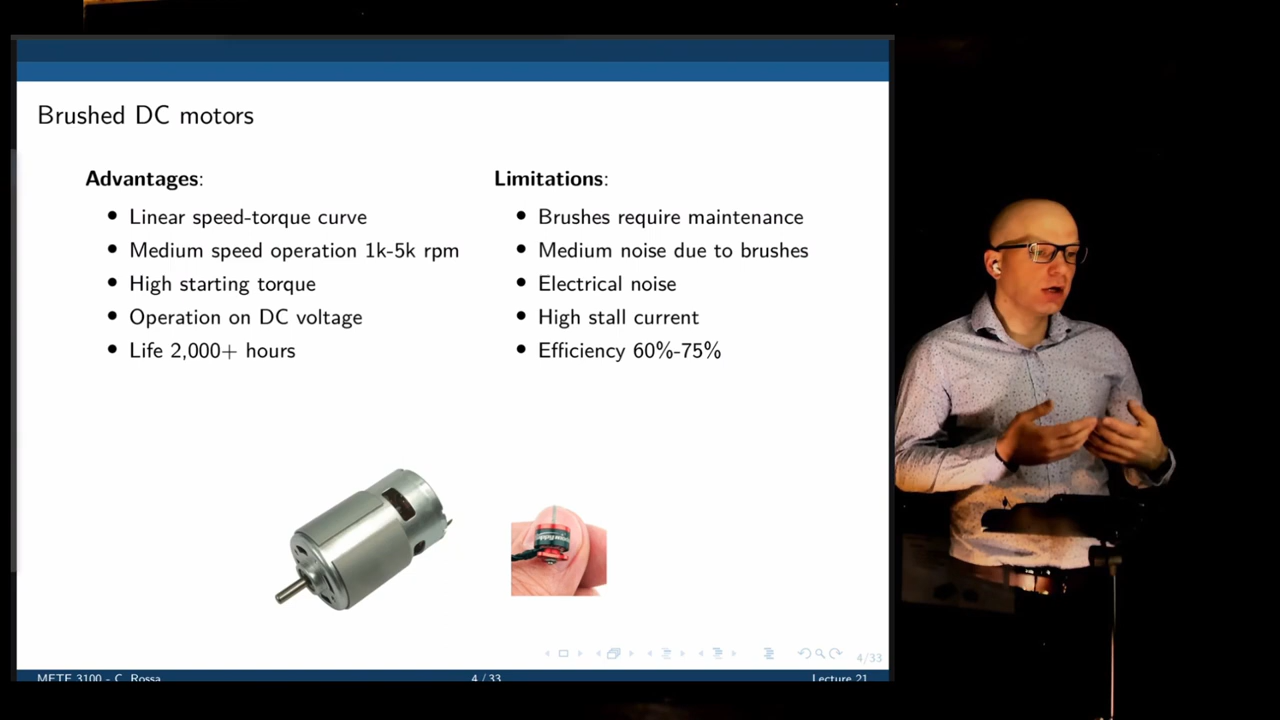 Brushed DC motors
Advantages:
• Linear speed-torque curve
• Medium speed operation 1k-5k rpm
• High starting torque
• Operation on DC voltage
• Life 2,000+ hours
Limitations:
• Brushes require maintenance
• Medium noise due to brushes
• Electrical noise
• High stall current
• Efficiency 60%-75%
4/33
METE 3100 - C. Rossa
4 / 33
Lecture 21